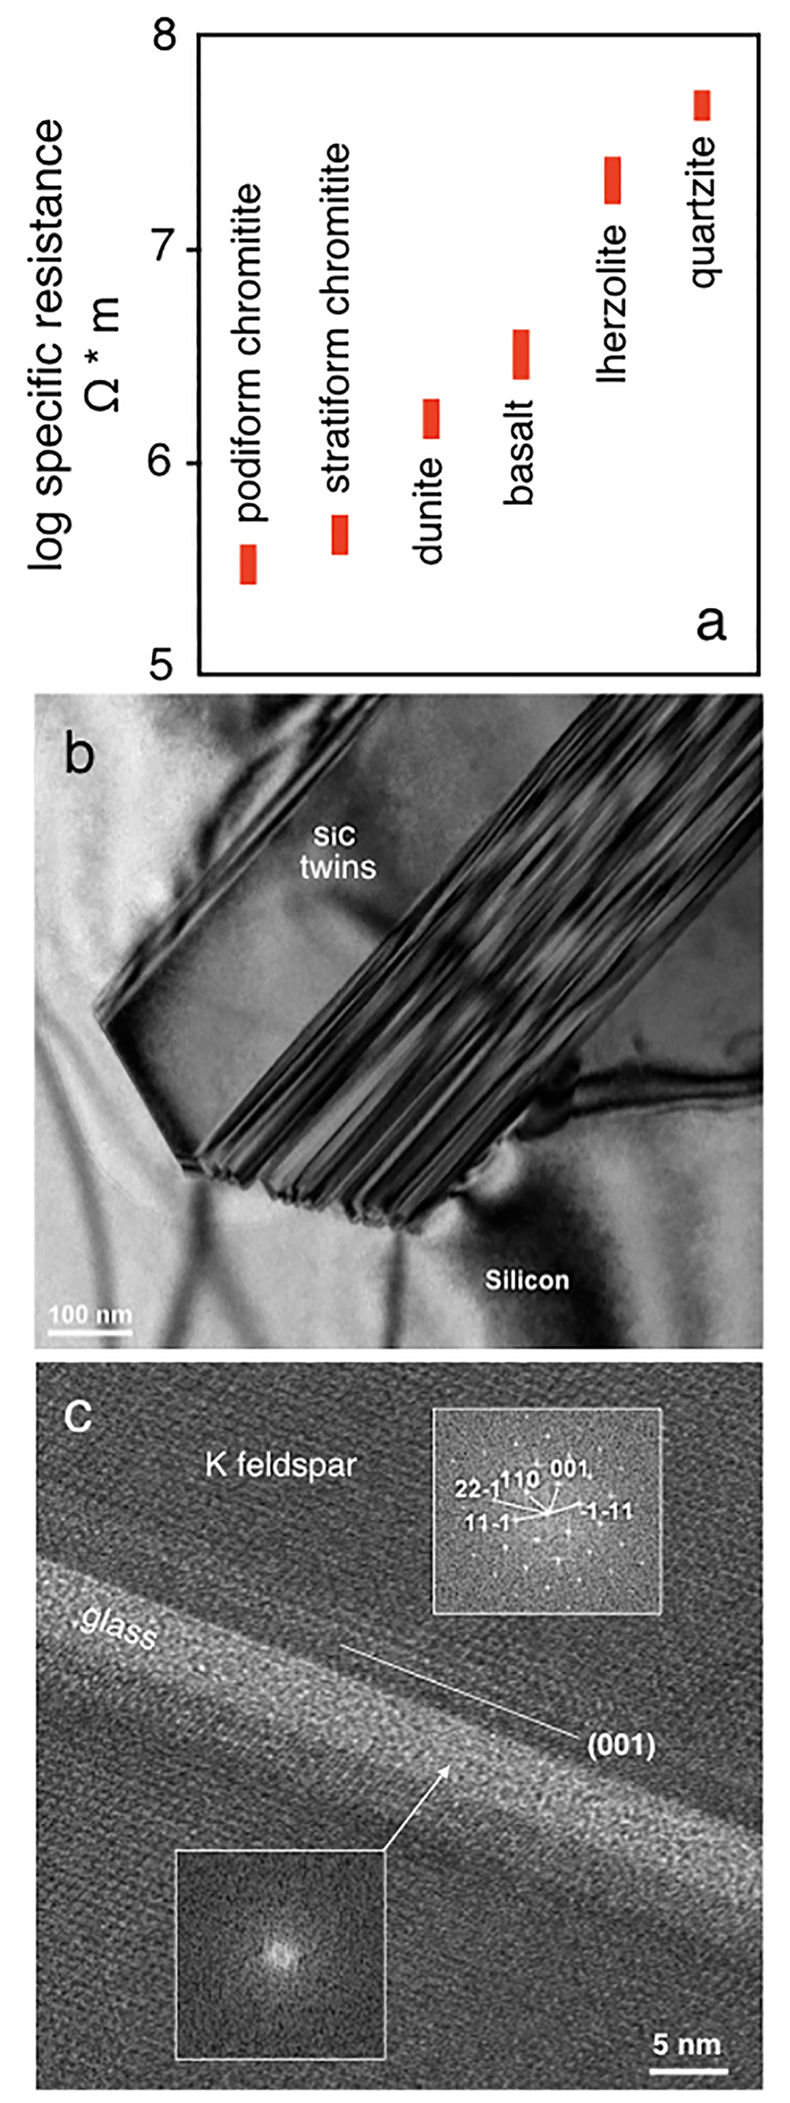 8
7
6
5
log specific resistance
Ω * m
podiform chromitite
stratiform chromitite
dunite
basalt
lherzolite
quartzite
a
b
SiC
twins
Silicon
100 nm
c
K feldspar
22-1
110
001
11-1
-1-11
glass
(001)
5 nm